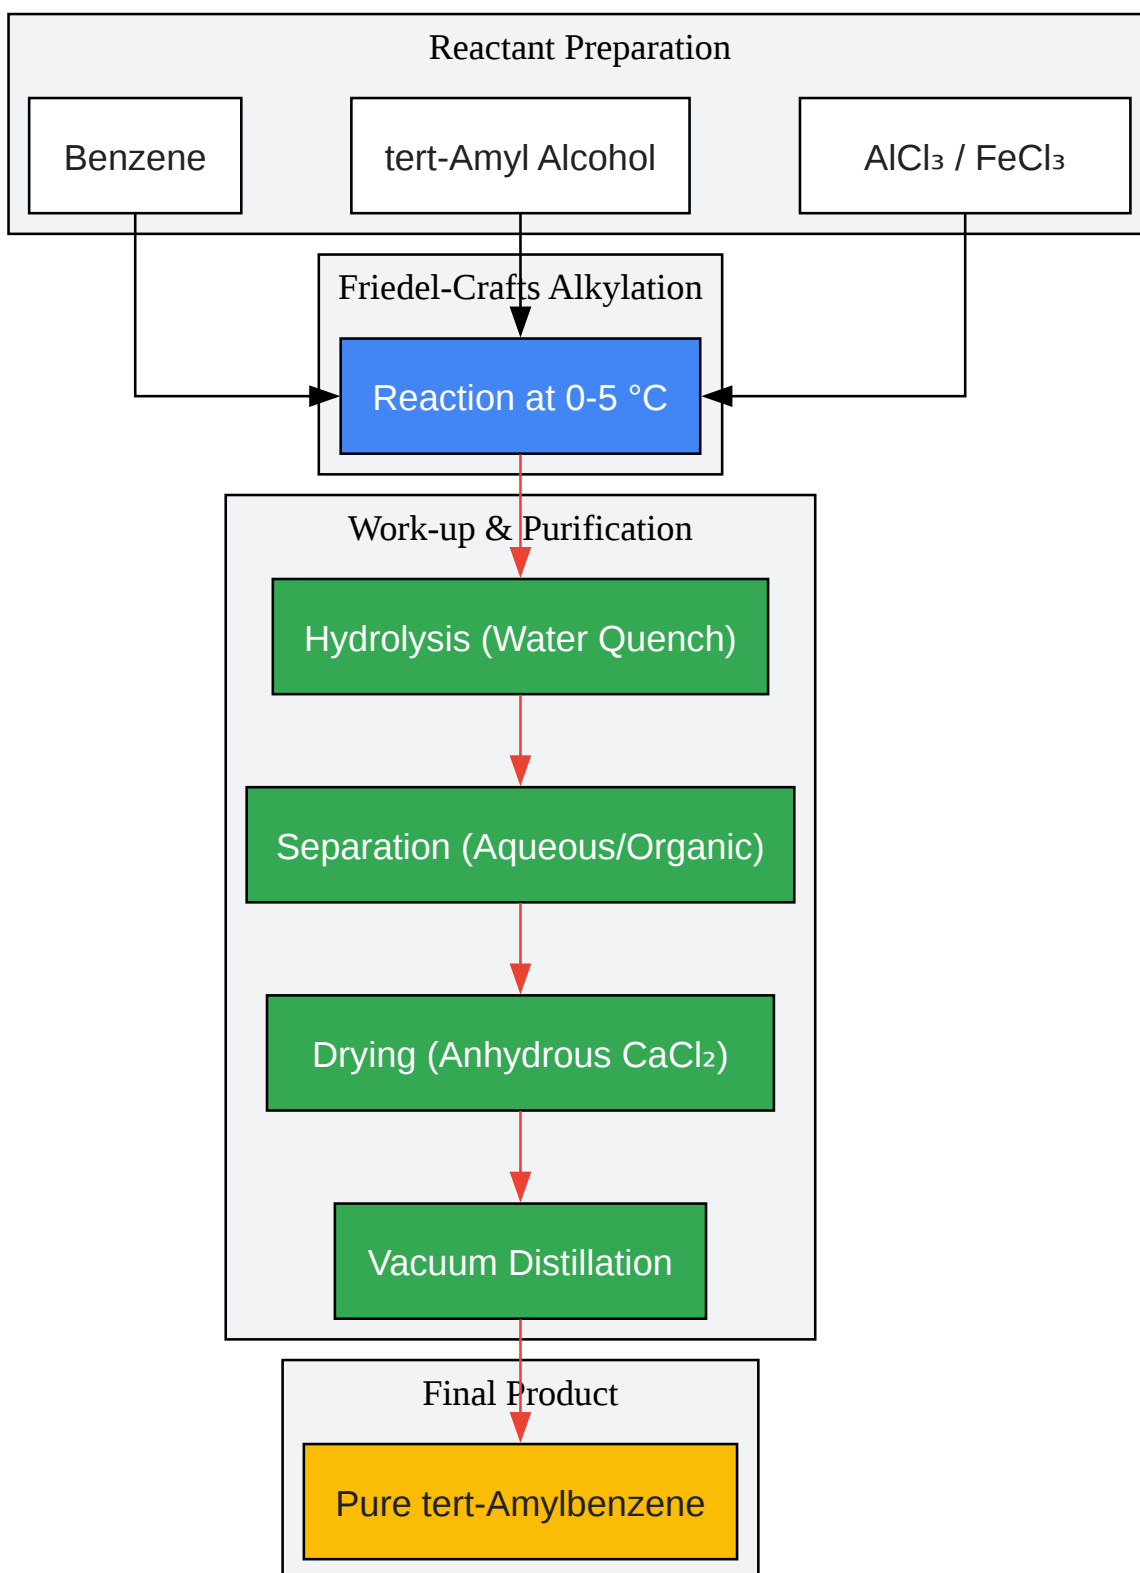 Reactant Preparation
Benzene
tert-Amyl Alcohol
AlCl₃ / FeCl₃
Friedel-Crafts Alkylation
Reaction at 0-5 °C
Work-up & Purification
Hydrolysis (Water Quench)
Separation (Aqueous/Organic)
Drying (Anhydrous CaCl₂)
Vacuum Distillation
Final Product
Pure tert-Amylbenzene